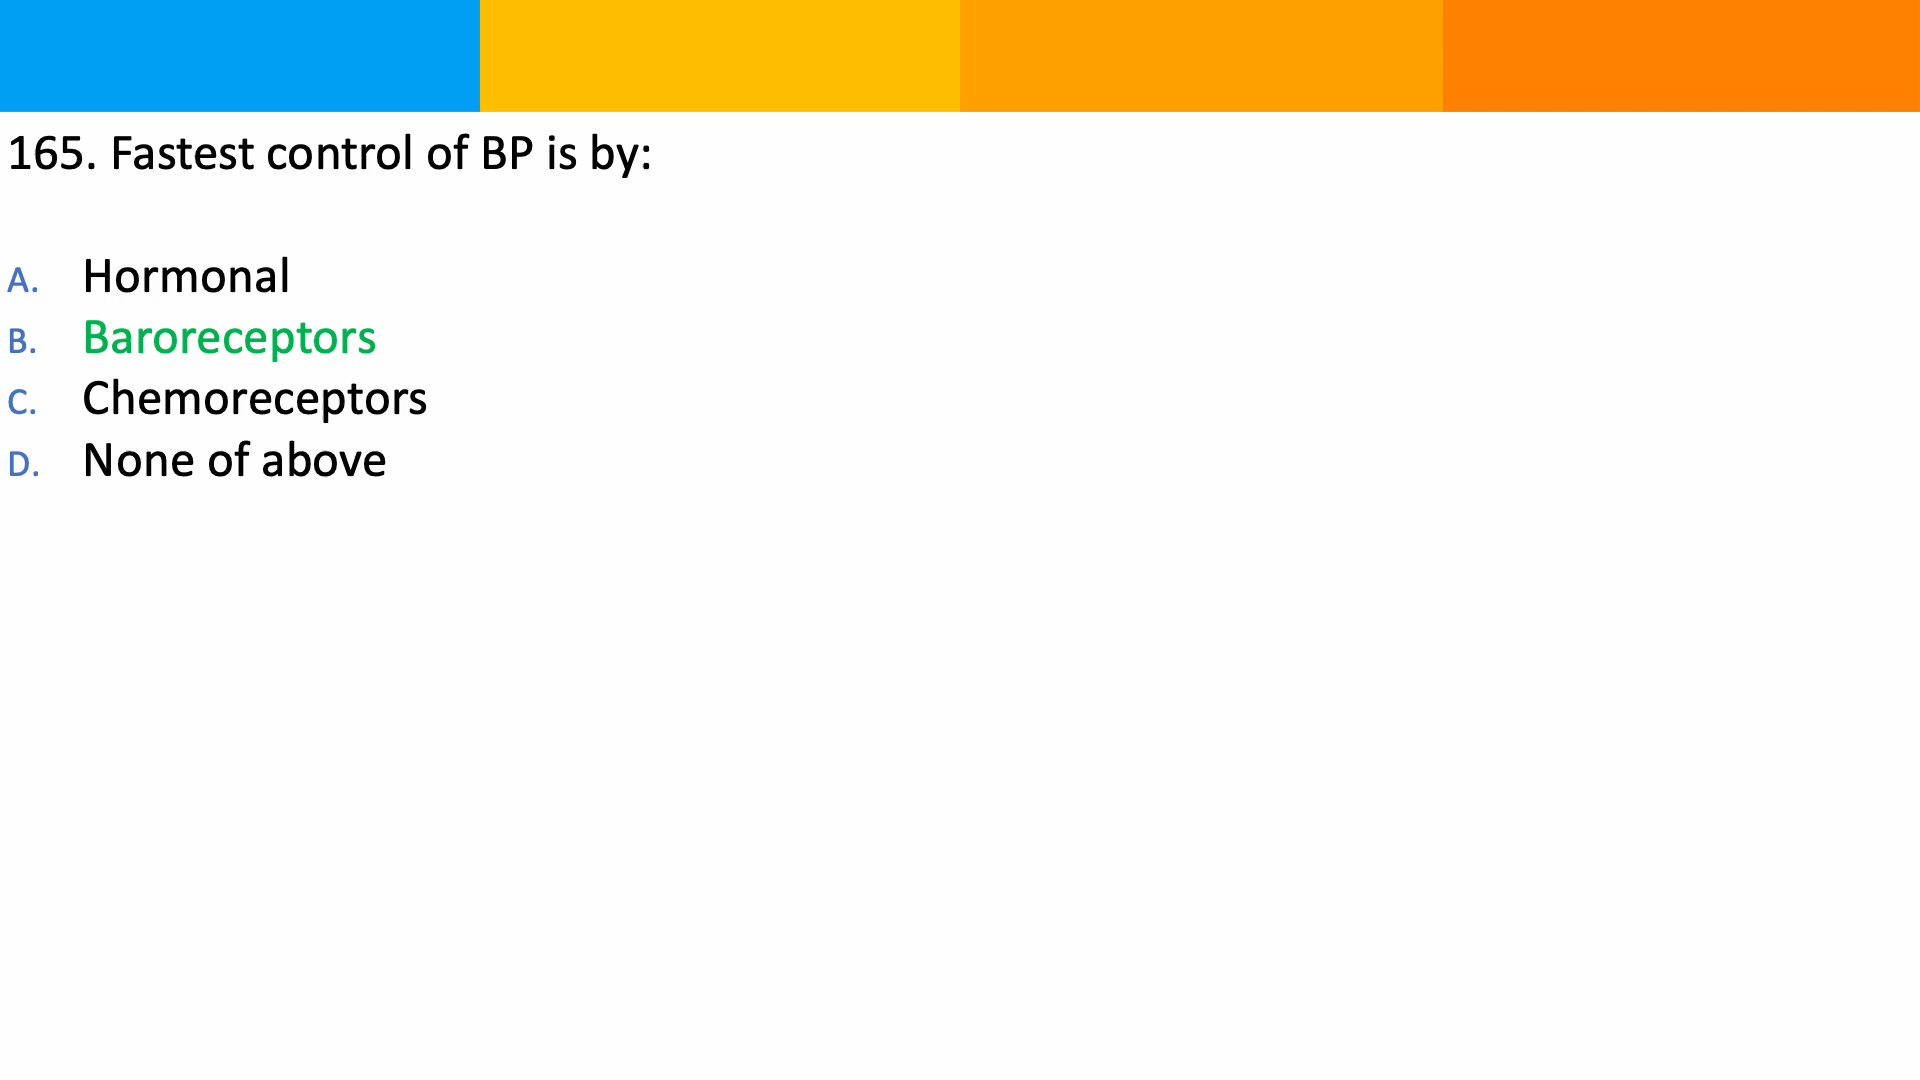 165. Fastest control of BP is by:
A. Hormonal
B. Baroreceptors
C. Chemoreceptors
D. None of above